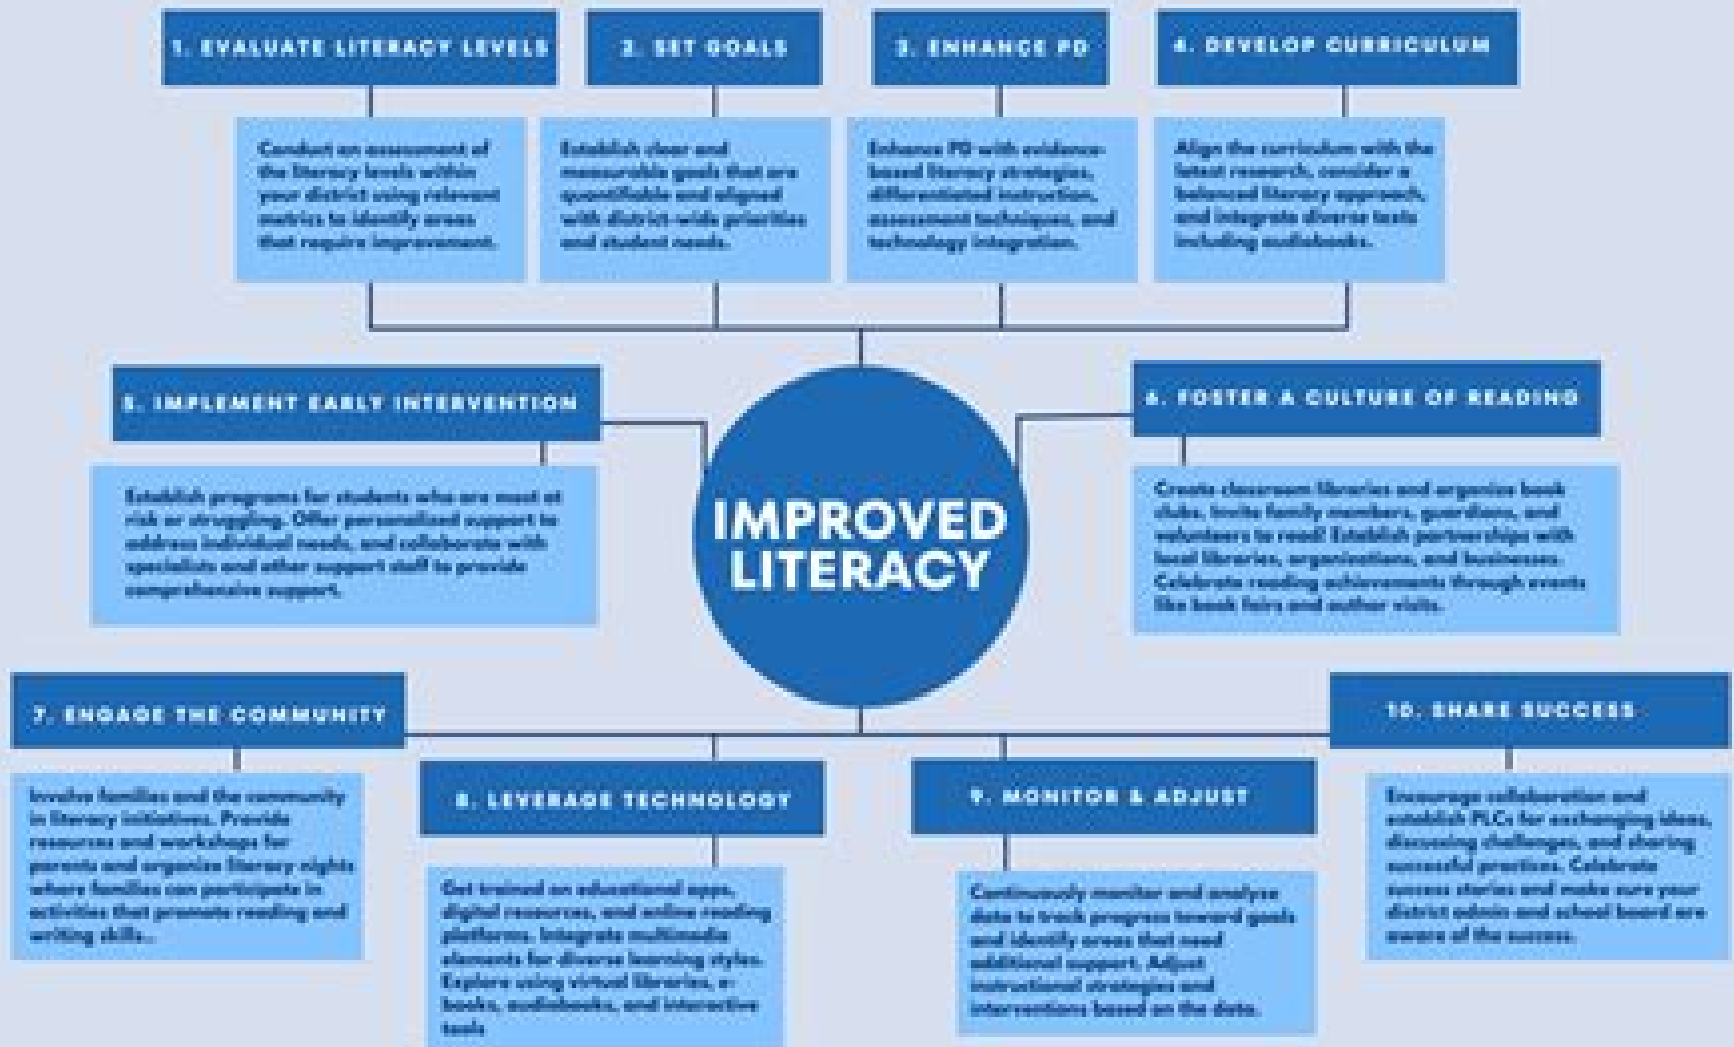 1. EVALUATE LITERACY LEVELS
Conduct an assessment of
the literacy levels within
your district using relevant
metrics to identify areas
that require improvement.
2. SET GOALS
Establish clear and
measurable goals that are
quantifiable and aligned
with district-wide priorities
and student needs.
3. ENHANCE PD
Enhance PD with evidence-
based literacy strategies,
differentiated instruction,
assessment techniques, and
technology integration.
4. DEVELOP CURRICULUM
Align the curriculum with the
latest research, consider a
balanced literacy approach,
and integrate diverse texts
including audiobooks.
5. IMPLEMENT EARLY INTERVENTION
Establish programs for students who are most at
risk or struggling. Offer personalized support to
address individual needs, and collaborate with
specialists and other support staff to provide
comprehensive support.
IMPROVED
LITERACY
6. FOSTER A CULTURE OF READING
Create classroom libraries and organize book
clubs. Invite family members, guardians, and
volunteers to read! Establish partnerships with
local libraries, organizations, and businesses.
Celebrate reading achievements through events
like book fairs and author visits.
7. ENGAGE THE COMMUNITY
Involve families and the community
in literacy initiatives. Provide
resources and workshops for
parents and organize literacy nights
where families can participate in
activities that promote reading and
writing skills..
8. LEVERAGE TECHNOLOGY
Get trained on educational apps,
digital resources, and online reading
platforms. Integrate multimedia
elements for diverse learning styles.
Explore using virtual libraries, e-
books, audiobooks, and interactive
tools
9. MONITOR & ADJUST
Continuously monitor and analyse
data to track progress toward goals
and identify areas that need
additional support. Adjust
instructional strategies and
interventions based on the data.
10. SHARE SUCCESS
Encourage collaboration and
establish PLCs for exchanging ideas,
discussing challenges, and sharing
successful practices. Celebrate
success stories and make sure your
district admin and school board are
aware of the success.